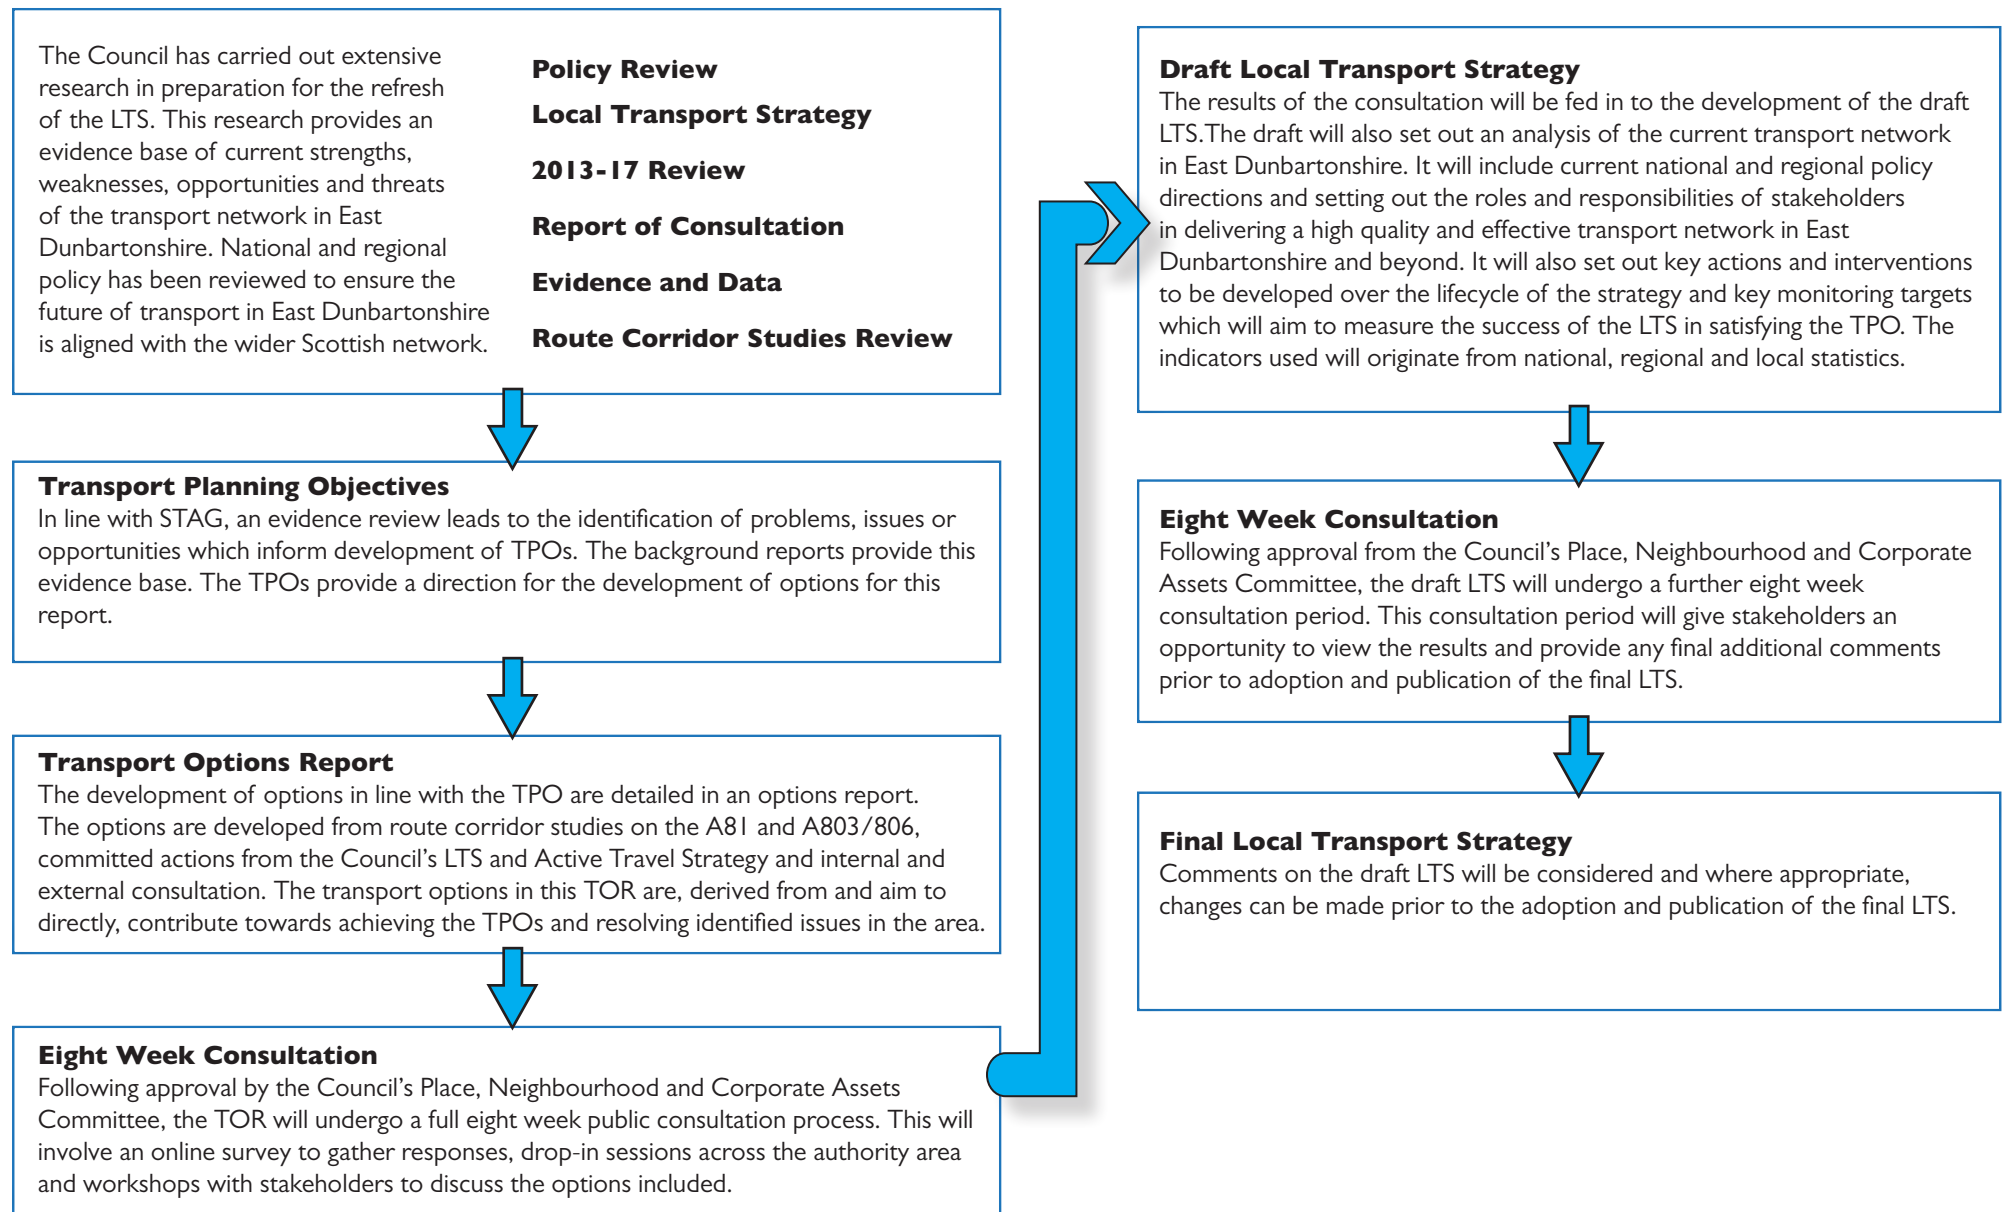 The Council has carried out extensive
research in preparation for the refresh
of the LTS. This research provides an
evidence base of current strengths,
weaknesses, opportunities and threats
of the transport network in East
Dunbartonshire. National and regional
policy has been reviewed to ensure the
future of transport in East Dunbartonshire
is aligned with the wider Scottish network.
Policy Review
Local Transport Strategy
2013-17 Review
Report of Consultation
Evidence and Data
Route Corridor Studies Review
Transport Planning Objectives
In line with STAG, an evidence review leads to the identification of problems, issues or
opportunities which inform development of TPOs. The background reports provide this
evidence base. The TPOs provide a direction for the development of options for this
report.
Transport Options Report
The development of options in line with the TPO are detailed in an options report.
The options are developed from route corridor studies on the A81 and A803/806,
committed actions from the Council's LTS and Active Travel Strategy and internal and
external consultation. The transport options in this TOR are, derived from and aim to
directly, contribute towards achieving the TPOs and resolving identified issues in the area.
Eight Week Consultation
Following approval by the Council's Place, Neighbourhood and Corporate Assets
Committee, the TOR will undergo a full eight week public consultation process. This will
involve an online survey to gather responses, drop-in sessions across the authority area
and workshops with stakeholders to discuss the options included.
Draft Local Transport Strategy
The results of the consultation will be fed in to the development of the draft
LTS.The draft will also set out an analysis of the current transport network
in East Dunbartonshire. It will include current national and regional policy
directions and setting out the roles and responsibilities of stakeholders
in delivering a high quality and effective transport network in East
Dunbartonshire and beyond. It will also set out key actions and interventions
to be developed over the lifecycle of the strategy and key monitoring targets
which will aim to measure the success of the LTS in satisfying the TPO. The
indicators used will originate from national, regional and local statistics.
Eight Week Consultation
Following approval from the Council's Place, Neighbourhood and Corporate
Assets Committee, the draft LTS will undergo a further eight week
consultation period. This consultation period will give stakeholders an
opportunity to view the results and provide any final additional comments
prior to adoption and publication of the final LTS.
Final Local Transport Strategy
Comments on the draft LTS will be considered and where appropriate,
changes can be made prior to the adoption and publication of the final LTS.